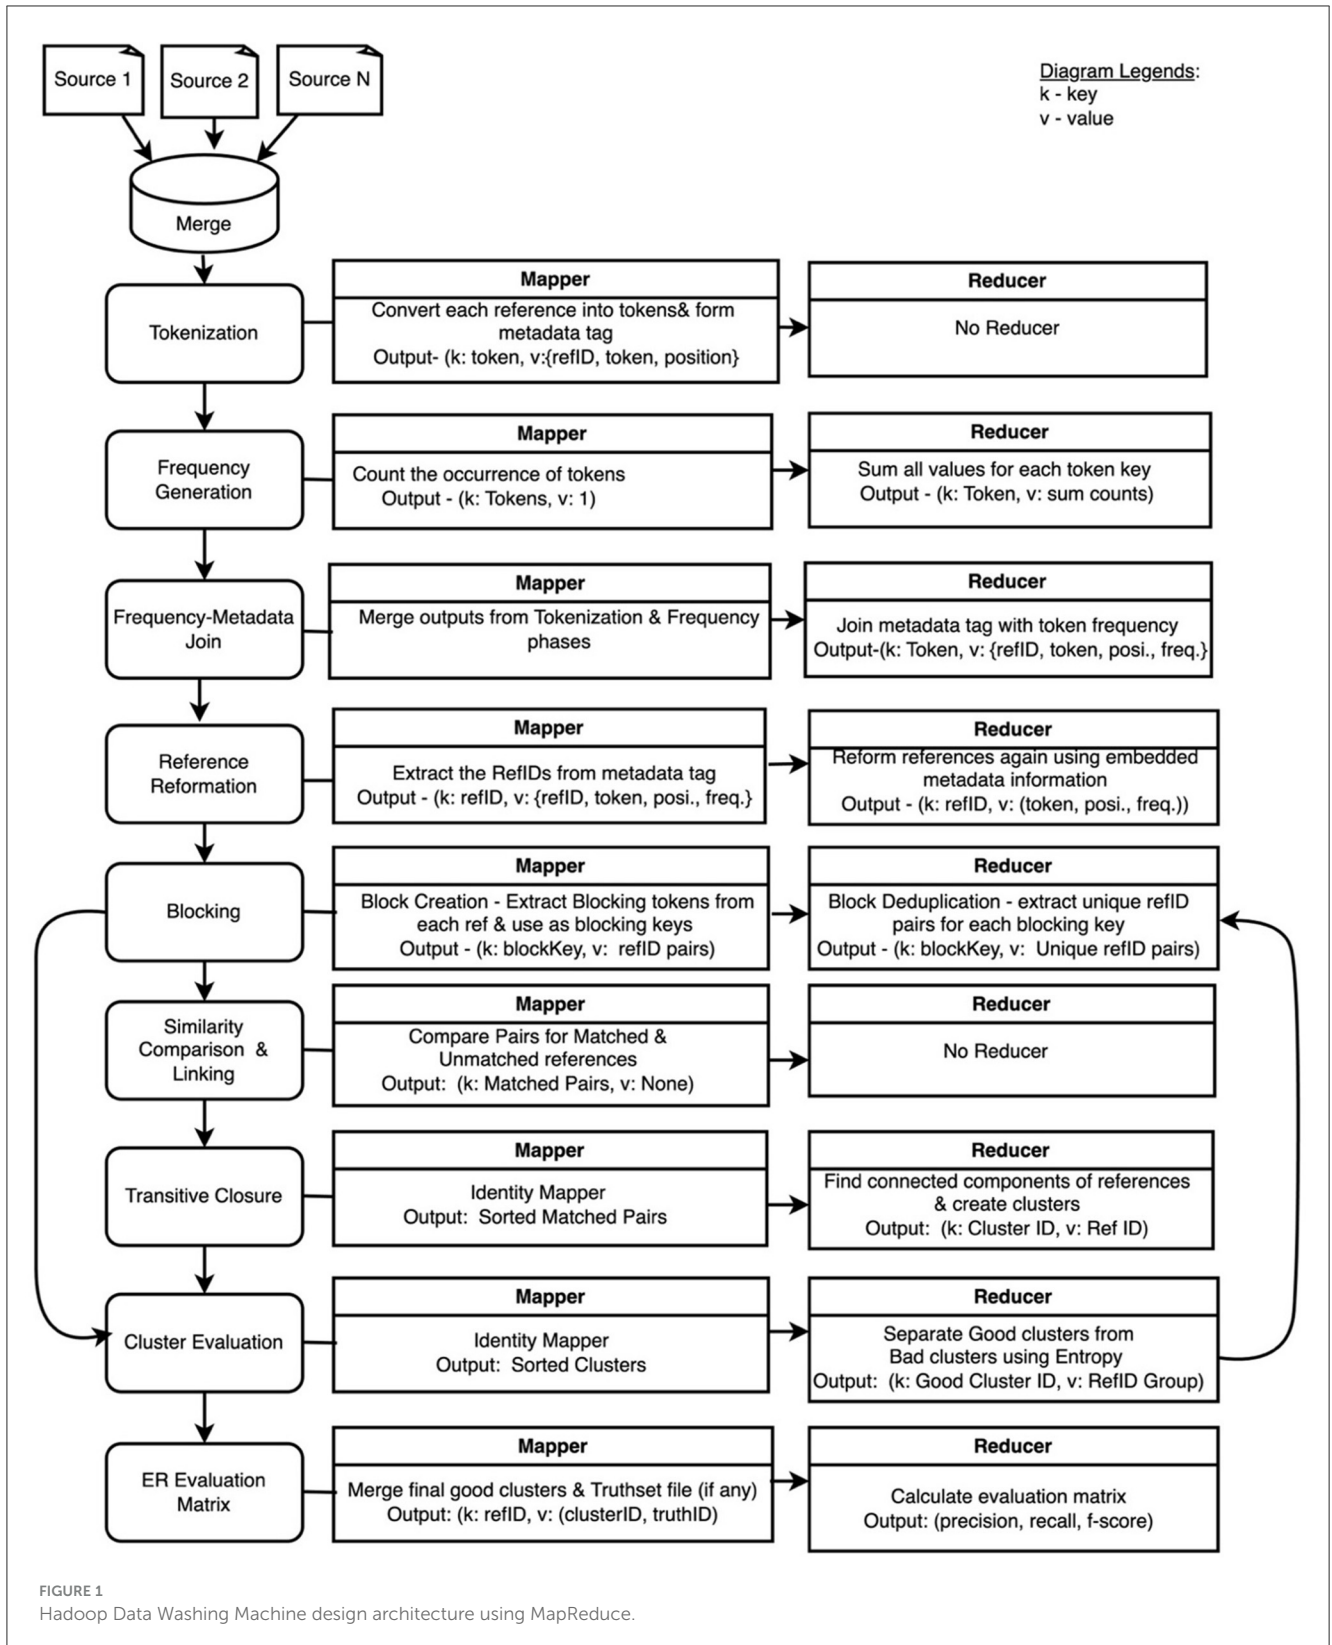 Source 1
Source 2
Source N
Diagram Legends:
k - key
v - value
Merge
Tokenization
Mapper
Convert each reference into tokens& form
metadata tag
Output- (k: token, v:{refID, token, position}
Reducer
No Reducer
Frequency
Generation
Mapper
Count the occurrence of tokens
Output - (k: Tokens, v: 1)
Reducer
Sum all values for each token key
Output - (k: Token, v: sum counts)
Frequency-Metadata
Join
Mapper
Merge outputs from Tokenization & Frequency
phases
Reducer
Join metadata tag with token frequency
Output-(k: Token, v: {refID, token, posi., freq.}
Reference
Reformation
Mapper
Extract the RefIDs from metadata tag
Output - (k: refID, v: {refID, token, posi., freq.}
Reducer
Reform references again using embedded
metadata information
Output - (k: refID, v: (token, posi., freq.))
Blocking
Mapper
Block Creation - Extract Blocking tokens from
each ref & use as blocking keys
Output - (k: blockKey, v: refID pairs)
Reducer
Block Deduplication - extract unique refID
pairs for each blocking key
Output - (k: blockKey, v: Unique refID pairs)
Similarity
Comparison &
Linking
Mapper
Compare Pairs for Matched &
Unmatched references
Output: (k: Matched Pairs, v: None)
Reducer
No Reducer
Transitive Closure
Mapper
Identity Mapper
Output: Sorted Matched Pairs
Reducer
Find connected components of references
& create clusters
Output: (k: Cluster ID, v: Ref ID)
Cluster Evaluation
Mapper
Identity Mapper
Output: Sorted Clusters
Reducer
Separate Good clusters from
Bad clusters using Entropy
Output: (k: Good Cluster ID, v: RefID Group)
ER Evaluation
Matrix
Mapper
Merge final good clusters & Truthset file (if any)
Output: (k: refID, v: (clusterID, truthID)
Reducer
Calculate evaluation matrix
Output: (precision, recall, f-score)
FIGURE 1
Hadoop Data Washing Machine design architecture using MapReduce.